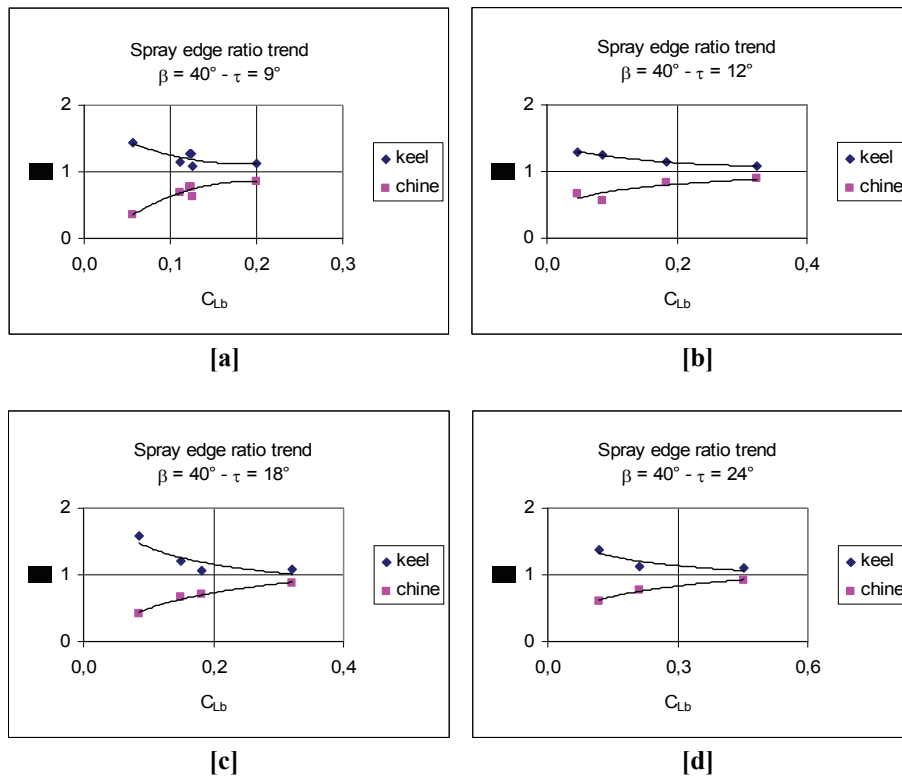 Spray edge ratio trend
β = 40° - τ = 9°
2
1
0
0,0 0,1 0,2 0,3
C_Lb
keel
chine
[a]
Spray edge ratio trend
β = 40° - τ = 12°
2
1
0
0,0 0,2 0,4
C_Lb
keel
chine
[b]
Spray edge ratio trend
β = 40° - τ = 18°
2
1
0
0,0 0,2 0,4
C_Lb
keel
chine
[c]
Spray edge ratio trend
β = 40° - τ = 24°
2
1
0
0,0 0,3 0,6
C_Lb
keel
chine
[d]